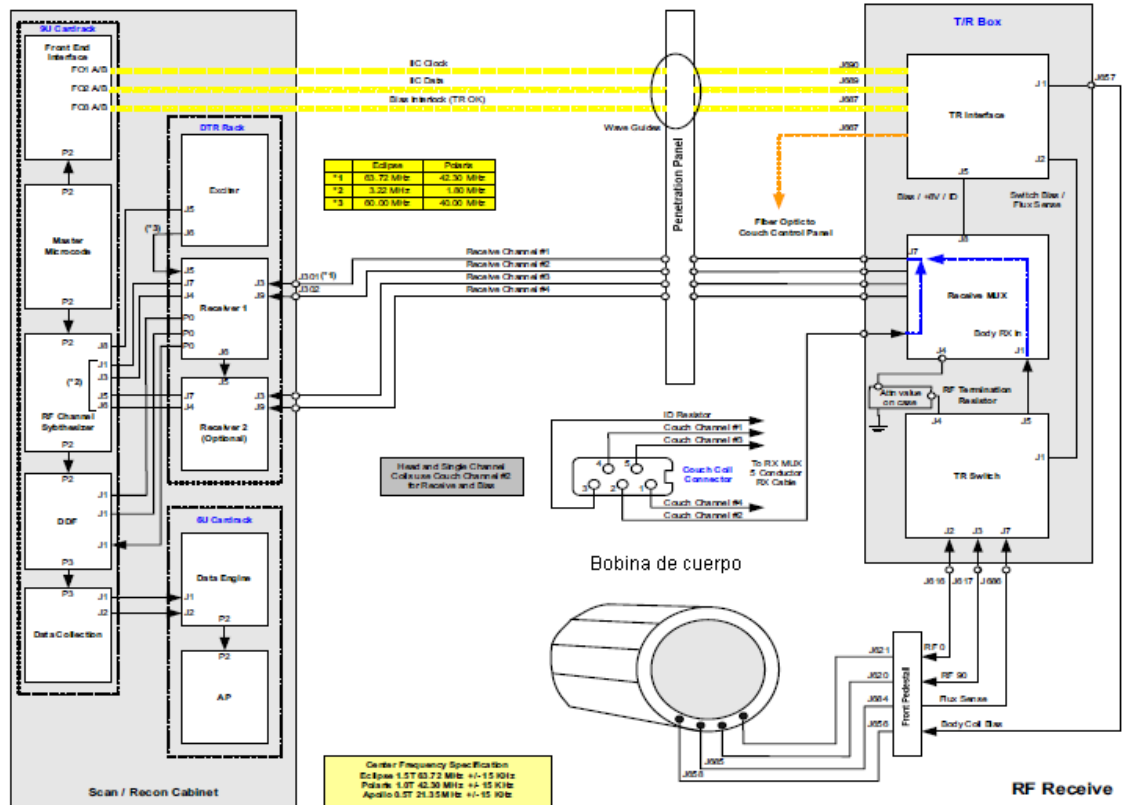 9U Cardrack
Front End
Interface
FO1 A/B
FO2 A/B
FO3 A/B
P2
P2
Master
Microcode
P2
P2
RF Channel
Sybthesizer
J8
J1
J3
(*2)
J5
J6
P2
P2
DDF
J1
J1
J1
P3
P3
Data Collection
J1
J2
DTR Rack
Exciter
J5
J6
(*3)
J5
J7
J4
P0
P0
P0
Receiver 1
J3
J9
J6
J5
J7
J4
Receiver 2
(Optional)
J3
J9
6U Cardrack
J1
J2
Data Engine
P2
P2
AP
Scan / Recon Cabinet
IIC Clock
IIC Data
Bias Interlock (TR OK)
Wave Guides
Penetration Panel
Eclipse Polaris
*1 63.72 MHz 42.30 MHz
*2 3.22 MHz 1.80 MHz
*3 60.00 MHz 40.00 MHz
J301 (*1)
J302
Receive Channel #1
Receive Channel #2
Receive Channel #3
Receive Channel #4
Fiber Optic to
Couch Control Panel
Head and Single Channel
Coils use Couch Channel #2
for Receive and Bias
ID Resistor
Couch Channel #1
Couch Channel #3
4
5
3
2
1
Couch Coil
Connector
To RX MUX
5 Conductor
RX Cable
Couch Channel #4
Couch Channel #2
T/R Box
J690
J689
J687
J667
J657
TR Interface
J1
J2
J5
Bias / +6V / ID
Switch Bias /
Flux Sense
J7
J6
Receive MUX
Body RX In
J4
J1
Attn value
on case
RF Termination
Resistor
J4
J5
J1
TR Switch
J2
J3
J7
J616
J617
J686
Bobina de cuerpo
J621
J620
J684
J656
J685
J658
Front Pedestall
RF 0
RF 90
Flux Sense
Body Coil Bias
Center Frequency Specification
Eclipse 1.5T 63.72 MHz +/- 15 KHz
Polaris 1.0T 42.30 MHz +/- 15 KHz
Apollo 0.5T 21.35 MHz +/- 15 KHz
RF Receive